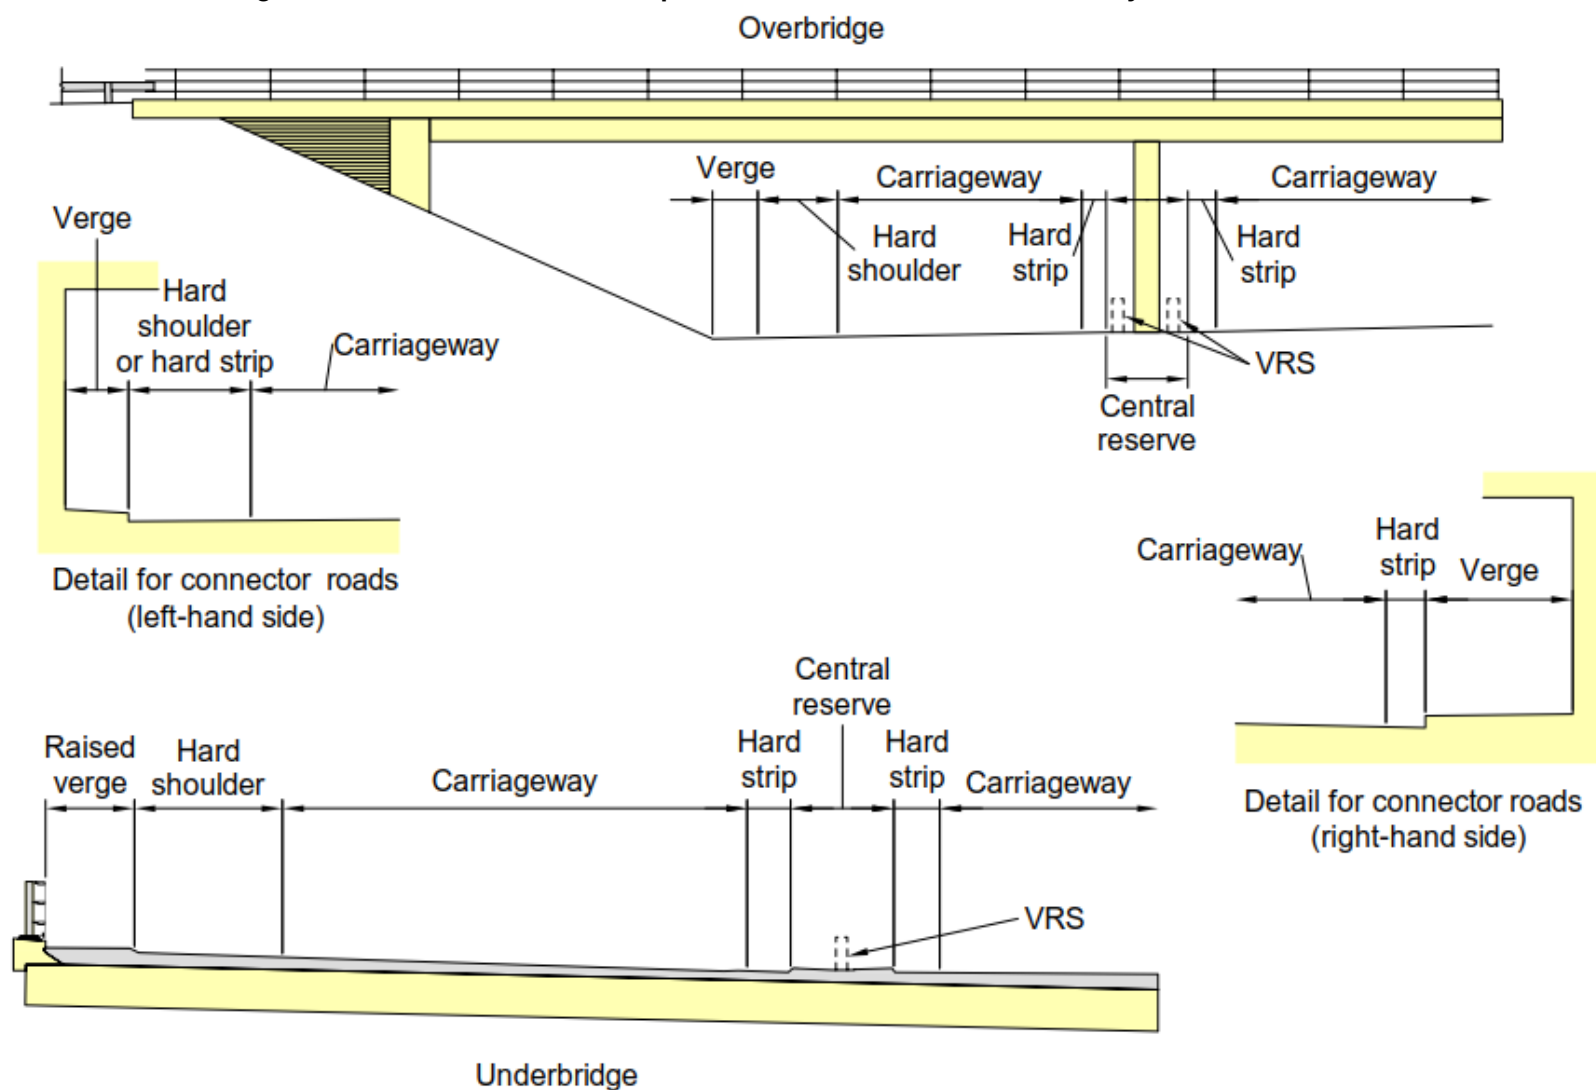 Overbridge
Verge
Carriageway
Carriageway
Hard
shoulder
Hard
strip
Hard
strip
VRS
Central
reserve
Verge
Hard
shoulder
or hard strip
Carriageway
Detail for connector roads
(left-hand side)
Carriageway
Hard
strip
Verge
Detail for connector roads
(right-hand side)
Raised
verge
Hard
shoulder
Carriageway
Hard
strip
Central
reserve
Hard
strip
Carriageway
VRS
Underbridge